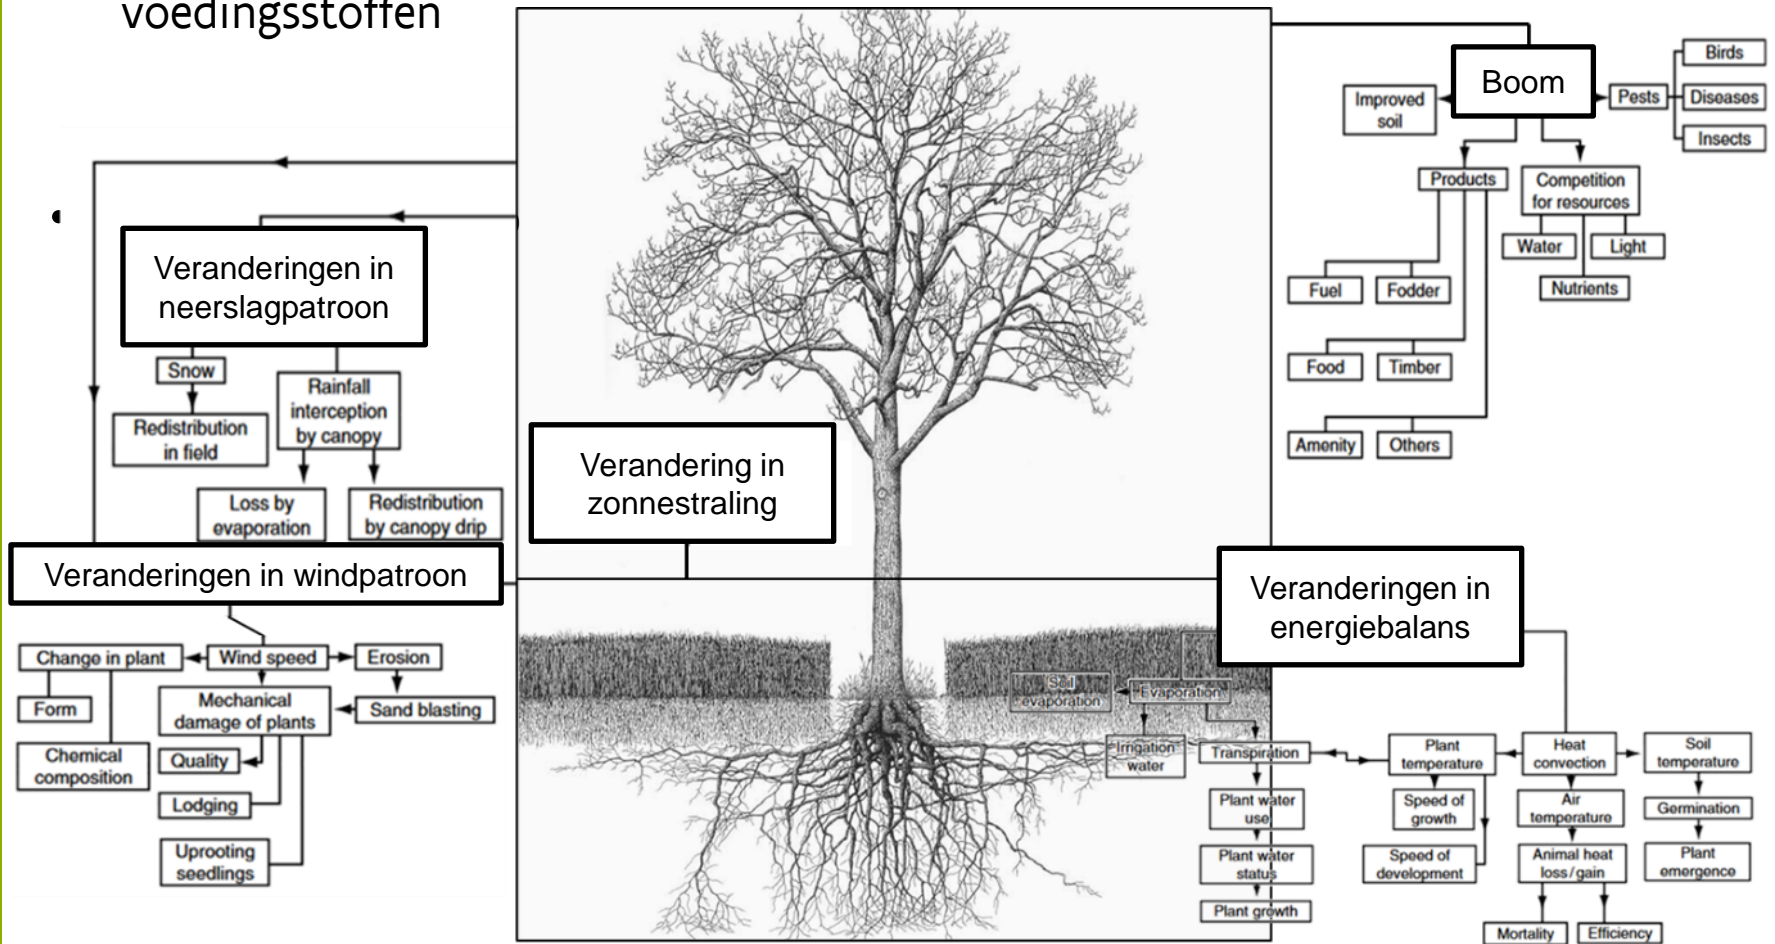 voedingsstoffen
Boom
Improved
soil
Pests
Birds
Diseases
Insects
Products
Competition
for resources
Water
Light
Nutrients
Fuel
Fodder
Food
Timber
Amenity
Others
Veranderingen in
neerslagpatroon
Snow
Redistribution
in field
Rainfall
interception
by canopy
Loss by
evaporation
Redistribution
by canopy drip
Verandering in
zonnestraling
Veranderingen in windpatroon
Change in plant
Wind speed
Erosion
Form
Mechanical
damage of plants
Sand blasting
Chemical
composition
Quality
Lodging
Uprooting
seedlings
Veranderingen in
energiebalans
Soil
evaporation
Evaporation
Irrigation
water
Transpiration
Plant water
use
Plant water
status
Plant growth
Plant
temperature
Speed of
growth
Speed of
development
Heat
convection
Air
temperature
Animal heat
loss/gain
Mortality
Efficiency
Soil
temperature
Germination
Plant
emergence